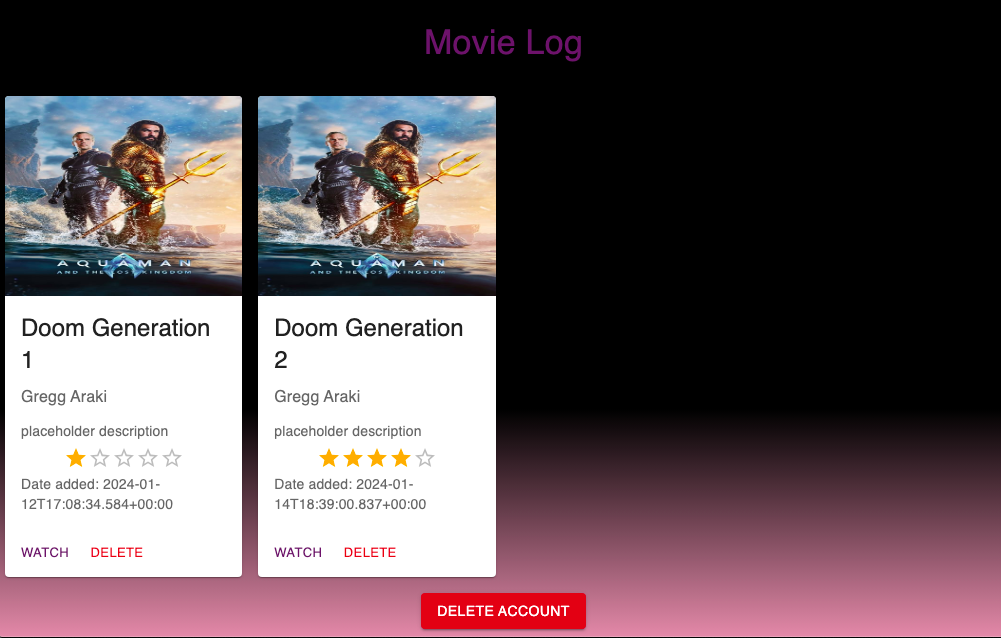 Movie Log
AQUAMAN
AND THE LOST KINGDOM
Doom Generation
1
Gregg Araki
placeholder description
Date added: 2024-01-
12T17:08:34.584+00:00
WATCH DELETE
AQUAMAN
AND THE LOST KINGDOM
Doom Generation
2
Gregg Araki
placeholder description
Date added: 2024-01-
14T18:39:00.837+00:00
WATCH DELETE
DELETE ACCOUNT